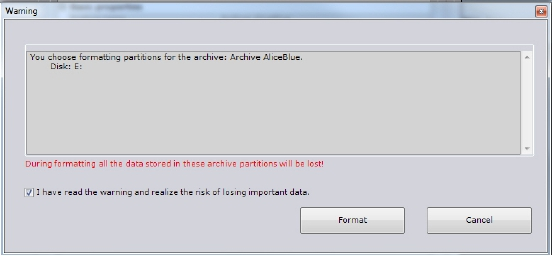 Warning
You choose formatting partitions for the archive: Archive AliceBlue.
Disk: E:
During formatting all the data stored in these archive partitions will be lost!
I have read the warning and realize the risk of losing important data.
Format
Cancel